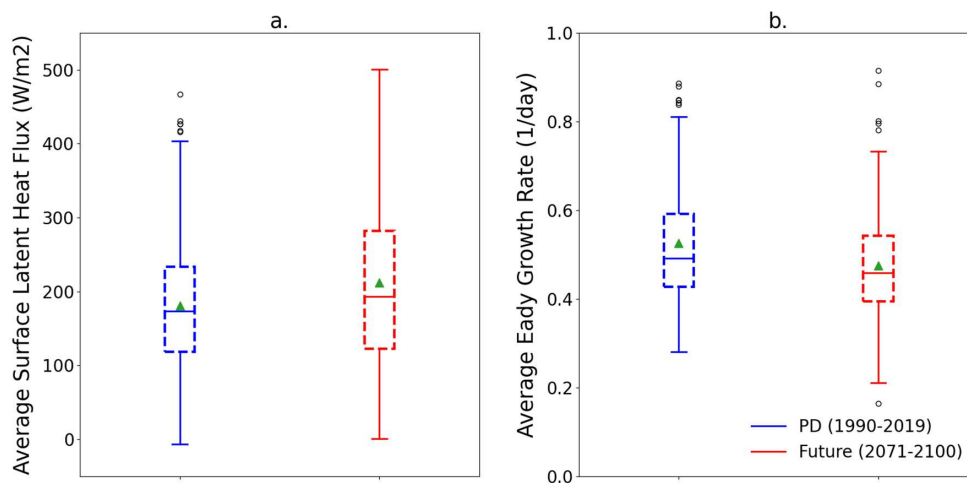 a.
Average Surface Latent Heat Flux (W/m2)
500
400
300
200
100
0
b.
Average Eady Growth Rate (1/day)
1.0
0.8
0.6
0.4
0.2
0.0
PD (1990-2019)
Future (2071-2100)